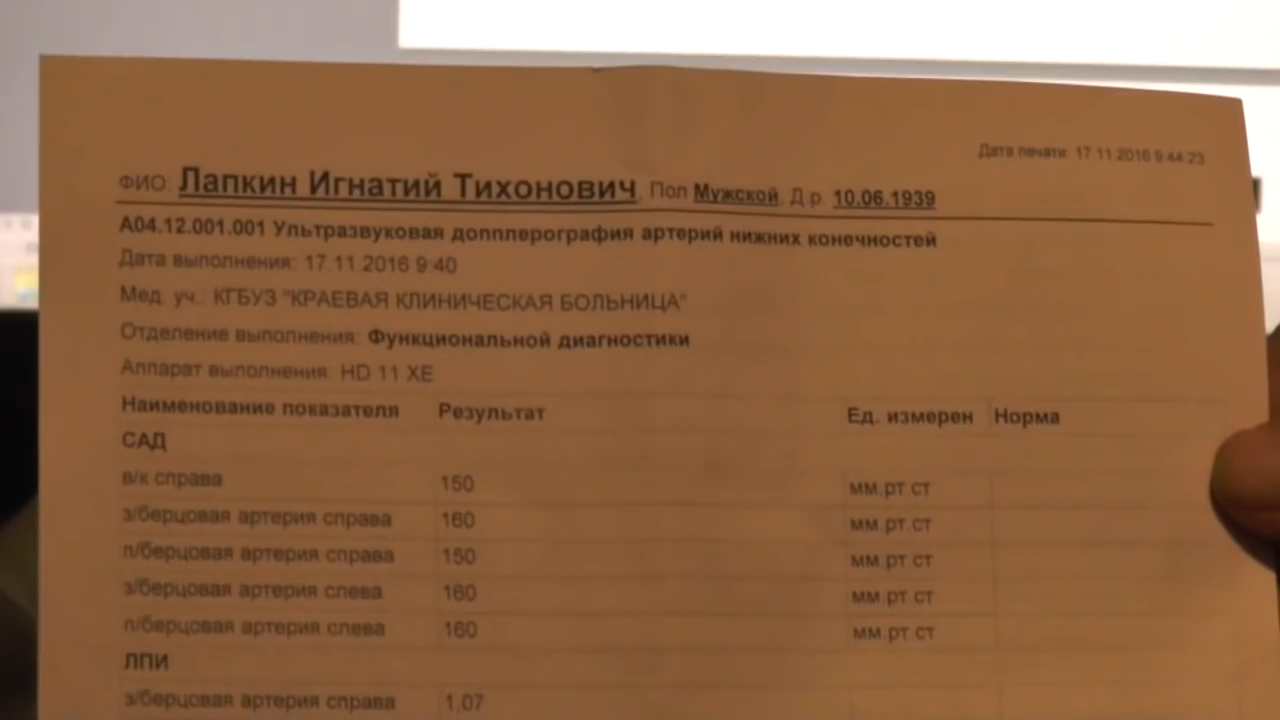 Дата печати: 17.11.2016 9:44:23
ФИО: Лапкин Игнатий Тихонович, Пол Мужской, Д.р. 10.06.1939
А04.12.001.001 Ультразвуковая допплерография артерий нижних конечностей
Дата выполнения: 17.11.2016 9:40
Мед. уч.: КГБУЗ "КРАЕВАЯ КЛИНИЧЕСКАЯ БОЛЬНИЦА"
Отделение выполнения: Функциональной диагностики
Аппарат выполнения: HD 11 XE
Наименование показателя Результат Ед. измерен Норма
САД
в/к справа 150 мм.рт.ст
з/берцовая артерия справа 160 мм.рт.ст
п/берцовая артерия справа 150 мм.рт.ст
з/берцовая артерия слева 160 мм.рт.ст
п/берцовая артерия слева 160 мм.рт.ст
ЛПИ
з/берцовая артерия справа 1,07